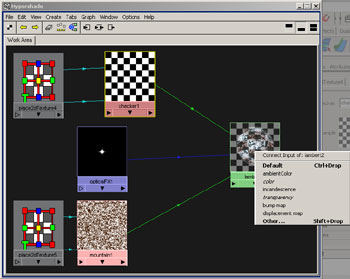 Hypershade
File Edit View Create Tabs Graph Window Options Help
Work Area
place2dTexture4
checker1
opticalFX1
place2dTexture5
mountain1
Connect Input of: lambert2
Default Ctrl+Drop
ambientColor
color
incandescence
transparency
bump map
displacement map
Other... Shift+Drop